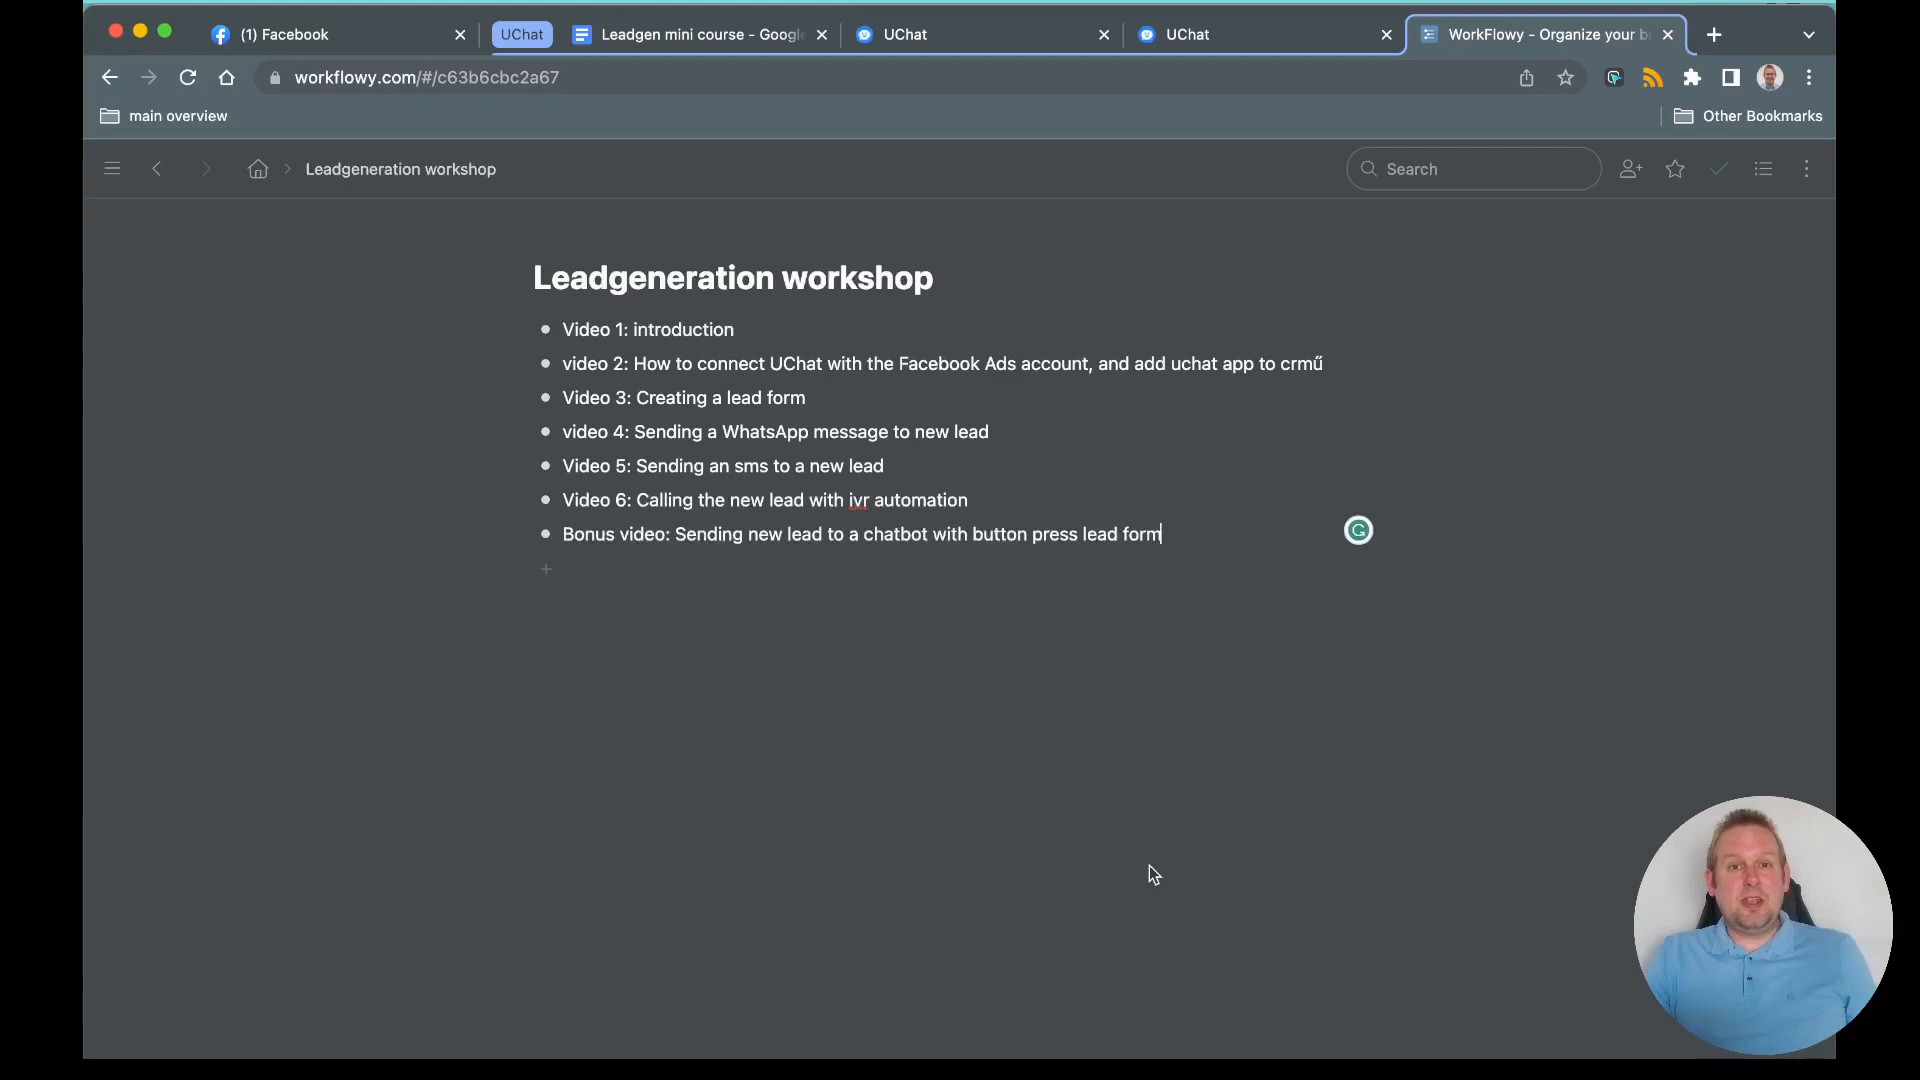 (1) Facebook
UChat
Leadgen mini course - Google
UChat
UChat
WorkFlowy - Organize your b
workflowy.com/#/c63b6cbc2a67
main overview
Other Bookmarks
Leadgeneration workshop
Search
Leadgeneration workshop
Video 1: introduction
video 2: How to connect UChat with the Facebook Ads account, and add uchat app to crmű
Video 3: Creating a lead form
video 4: Sending a WhatsApp message to new lead
Video 5: Sending an sms to a new lead
Video 6: Calling the new lead with ivr automation
Bonus video: Sending new lead to a chatbot with button press lead form